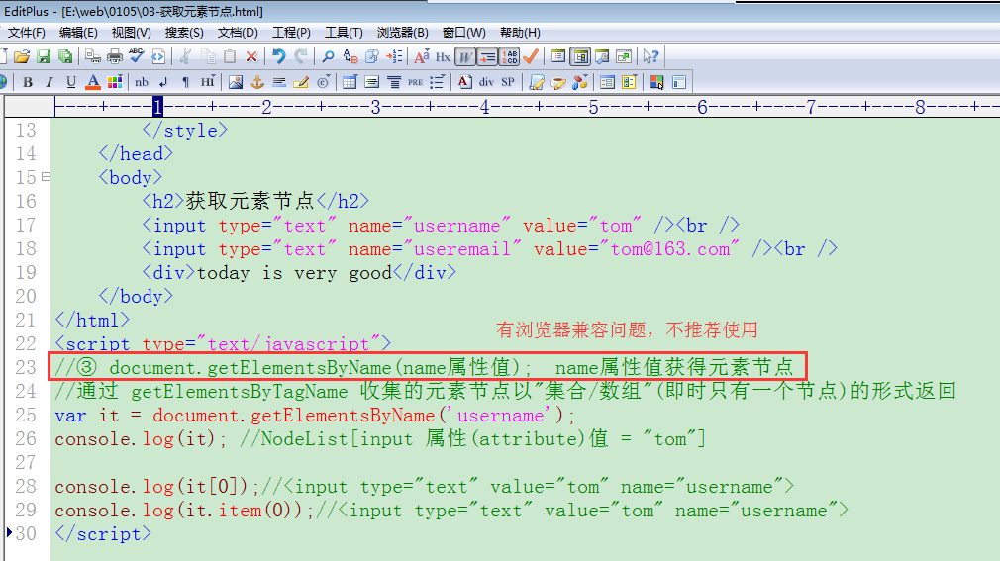 EditPlus - [E:\web\0105\03-获取元素节点.html]
文件(F) 编辑(E) 视图(V) 搜索(S) 文档(D) 工程(P) 工具(T) 浏览器(B) 窗口(W) 帮助(H)
B I U A nb ¶ HI PRE A div SP
----+----1----+----2----+----3----+----4----+----5----+----6----+----7----+----8----+--
13 </style>
14 </head>
15 <body>
16 <h2>获取元素节点</h2>
17 <input type="text" name="username" value="tom" /><br />
18 <input type="text" name="useremail" value="tom@163.com" /><br />
19 <div>today is very good</div>
20 </body>
21 </html>
有浏览器兼容问题，不推荐使用
22 <script type="text/javascript">
23 //③ document.getElementsByName(name属性值); name属性值获得元素节点
24 //通过 getElementsByTagName 收集的元素节点以"集合/数组"(即时只有一个节点)的形式返回
25 var it = document.getElementsByName('username');
26 console.log(it); //NodeList[input 属性(attribute)值 = "tom"]
27
28 console.log(it[0]);//<input type="text" value="tom" name="username">
29 console.log(it.item(0));//<input type="text" value="tom" name="username">
30 </script>